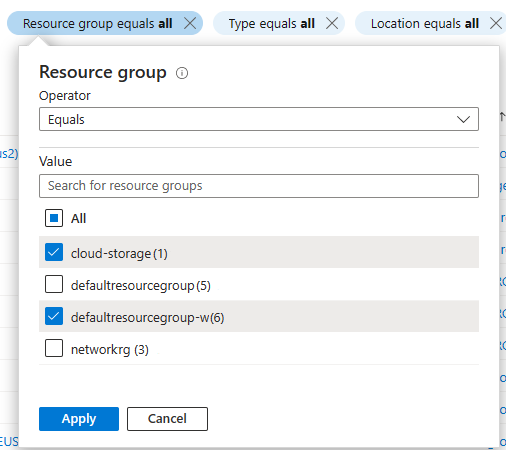 Resource group equals all
Type equals all
Location equals all
Resource group
Operator
Equals
Value
Search for resource groups
All
cloud-storage (1)
defaultresourcegroup (5)
defaultresourcegroup-w(6)
networkrg (3)
Apply
Cancel
us2)
EUS